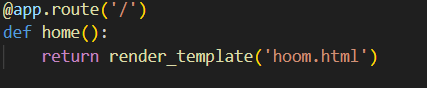 @app.route('/')
def home():
    return render_template('hoom.html')